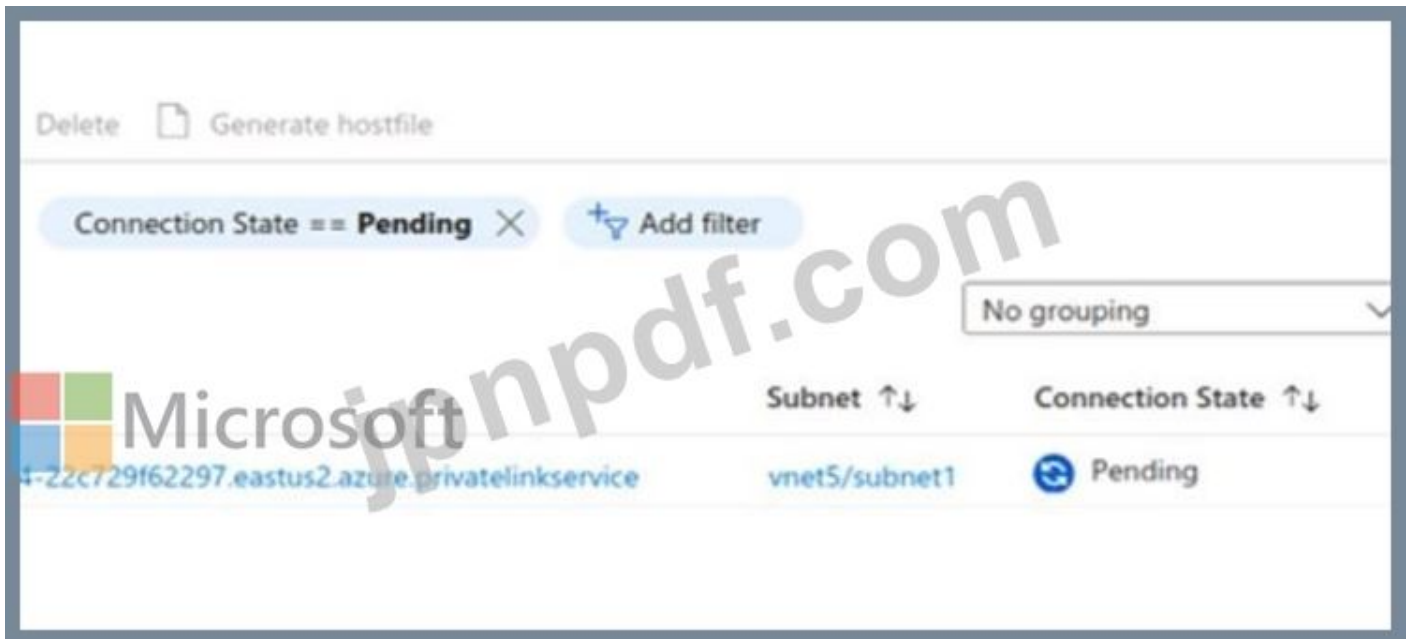 Delete Generate hostfile
Connection State == Pending Add filter
No grouping
Microsoft
jpnpdf.com
Subnet Connection State
4-22c729f62297.eastus2.azure.privatelinkservice vnet5/subnet1 Pending